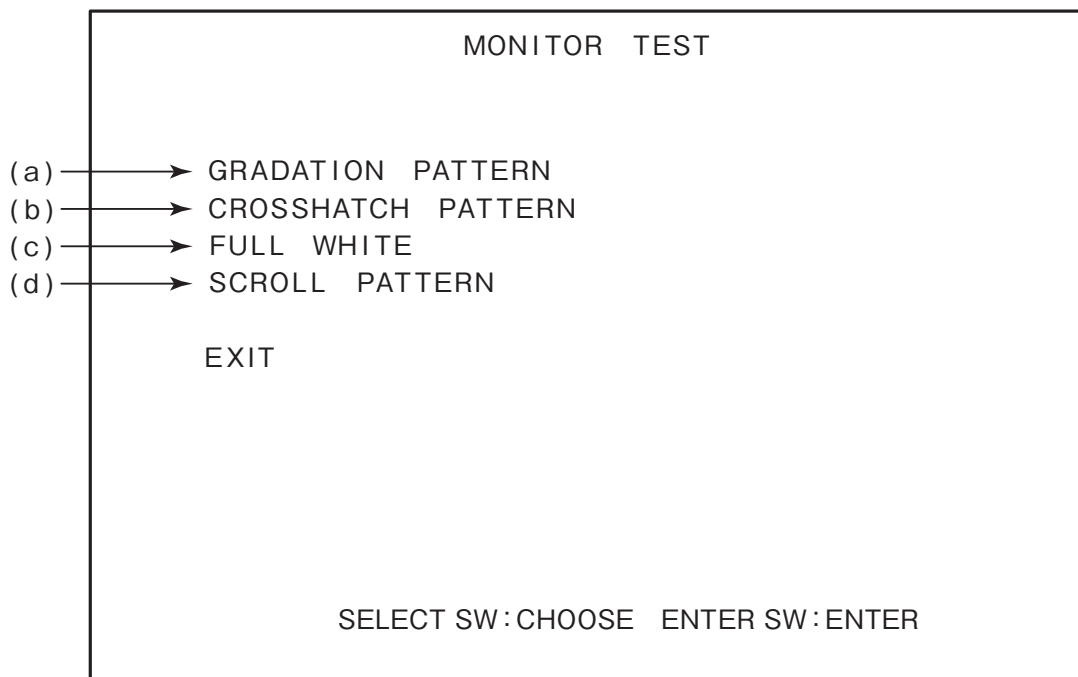 MONITOR TEST
(a) GRADATION PATTERN
(b) CROSSHATCH PATTERN
(c) FULL WHITE
(d) SCROLL PATTERN
EXIT
SELECT SW:CHOOSE ENTER SW:ENTER